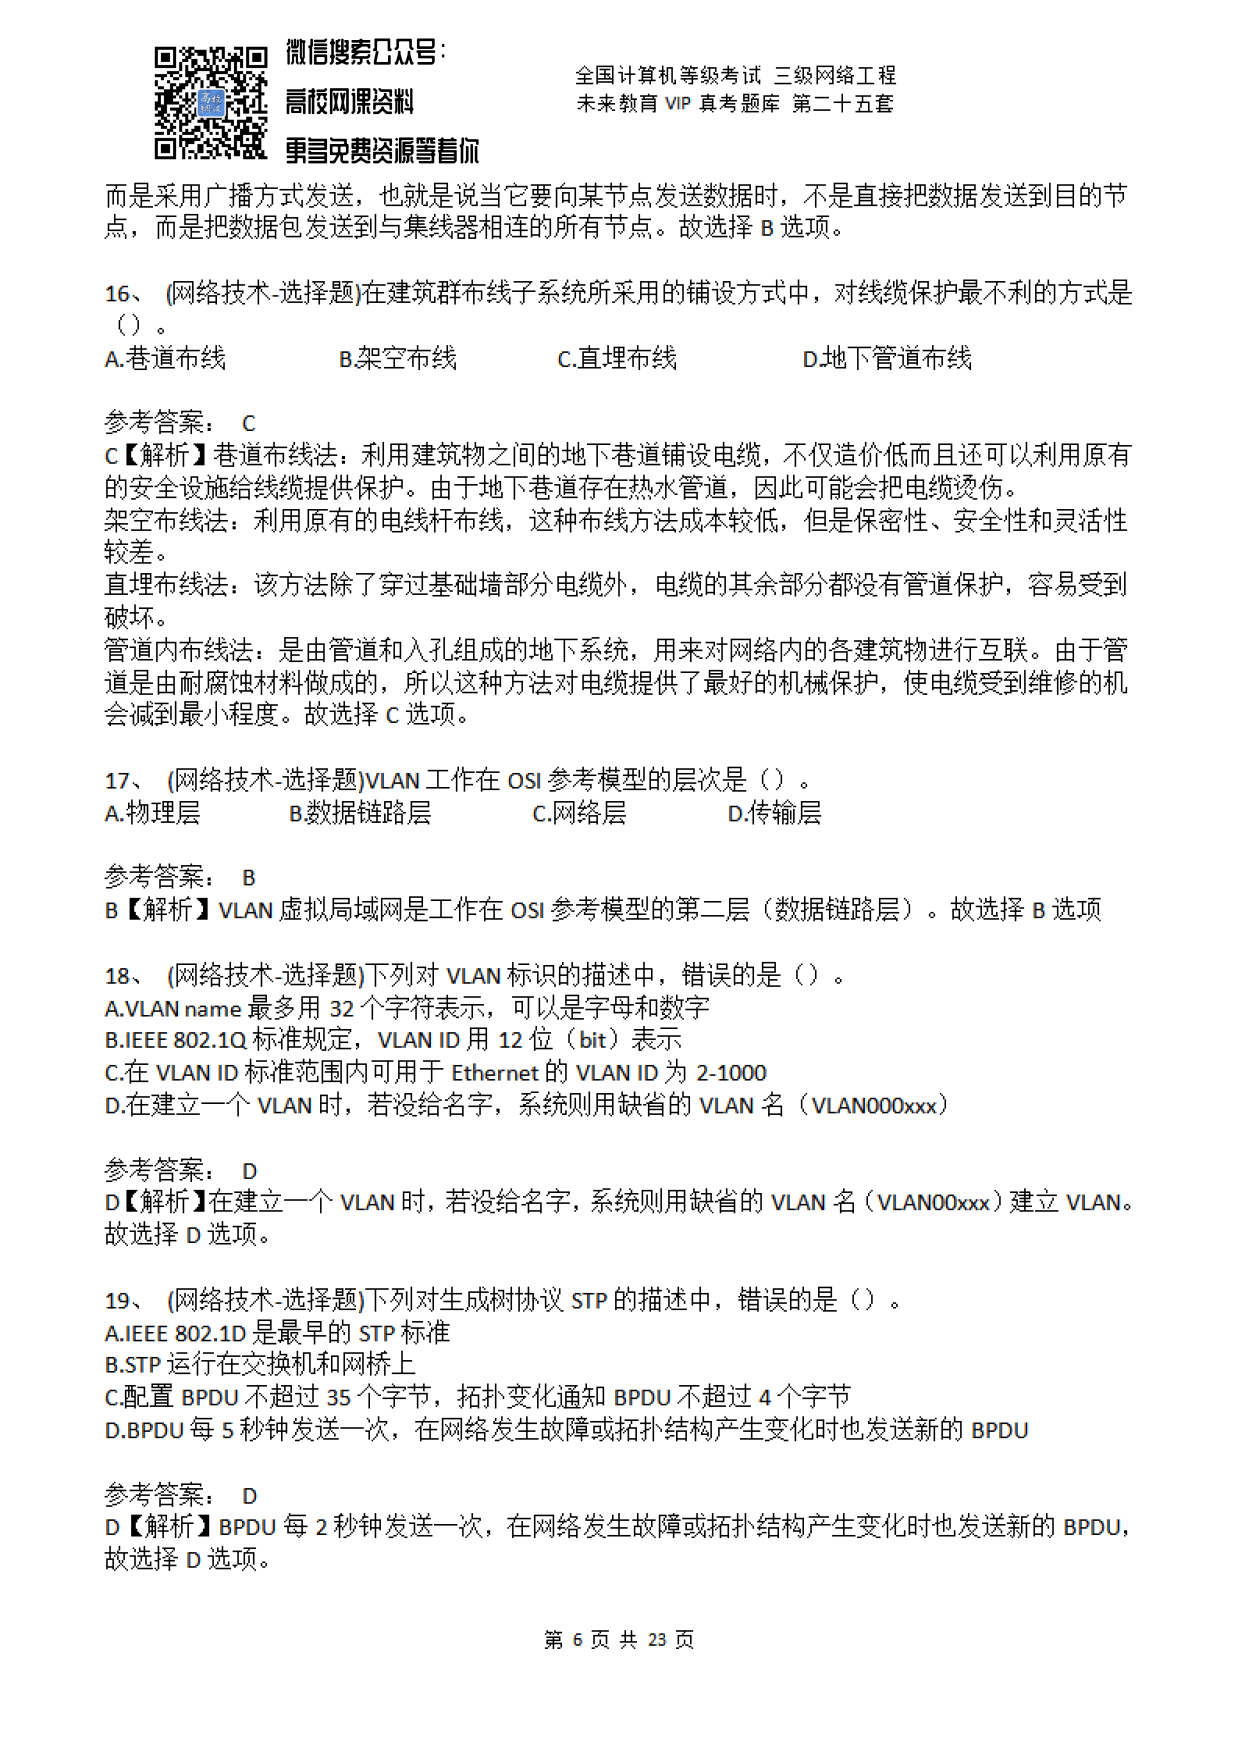 微信搜索公众号：
高校网课资料
更多免费资源等着你
全国计算机等级考试 三级网络工程
未来教育 VIP 真考题库 第二十五套
高校
网课
而是采用广播方式发送，也就是说当它要向某节点发送数据时，不是直接把数据发送到目的节
点，而是把数据包发送到与集线器相连的所有节点。故选择 B 选项。
16、 (网络技术-选择题)在建筑群布线子系统所采用的铺设方式中，对线缆保护最不利的方式是
（）。
A.巷道布线 B.架空布线 C.直埋布线 D.地下管道布线
参考答案： C
C【解析】巷道布线法：利用建筑物之间的地下巷道铺设电缆，不仅造价低而且还可以利用原有
的安全设施给线缆提供保护。由于地下巷道存在热水管道，因此可能会把电缆烫伤。
架空布线法：利用原有的电线杆布线，这种布线方法成本较低，但是保密性、安全性和灵活性
较差。
直埋布线法：该方法除了穿过基础墙部分电缆外，电缆的其余部分都没有管道保护，容易受到
破坏。
管道内布线法：是由管道和入孔组成的地下系统，用来对网络内的各建筑物进行互联。由于管
道是由耐腐蚀材料做成的，所以这种方法对电缆提供了最好的机械保护，使电缆受到维修的机
会减到最小程度。故选择 C 选项。
17、 (网络技术-选择题)VLAN 工作在 OSI 参考模型的层次是（）。
A.物理层 B.数据链路层 C.网络层 D.传输层
参考答案： B
B【解析】VLAN 虚拟局域网是工作在 OSI 参考模型的第二层（数据链路层）。故选择 B 选项
18、 (网络技术-选择题)下列对 VLAN 标识的描述中，错误的是（）。
A.VLAN name 最多用 32 个字符表示，可以是字母和数字
B.IEEE 802.1Q 标准规定，VLAN ID 用 12 位（bit）表示
C.在 VLAN ID 标准范围内可用于 Ethernet 的 VLAN ID 为 2-1000
D.在建立一个 VLAN 时，若没给名字，系统则用缺省的 VLAN 名（VLAN000xxx）
参考答案： D
D【解析】在建立一个 VLAN 时，若没给名字，系统则用缺省的 VLAN 名（VLAN00xxx）建立 VLAN。
故选择 D 选项。
19、 (网络技术-选择题)下列对生成树协议 STP 的描述中，错误的是（）。
A.IEEE 802.1D 是最早的 STP 标准
B.STP 运行在交换机和网桥上
C.配置 BPDU 不超过 35 个字节，拓扑变化通知 BPDU 不超过 4 个字节
D.BPDU 每 5 秒钟发送一次，在网络发生故障或拓扑结构产生变化时也发送新的 BPDU
参考答案： D
D【解析】BPDU 每 2 秒钟发送一次，在网络发生故障或拓扑结构产生变化时也发送新的 BPDU，
故选择 D 选项。
第 6 页 共 23 页